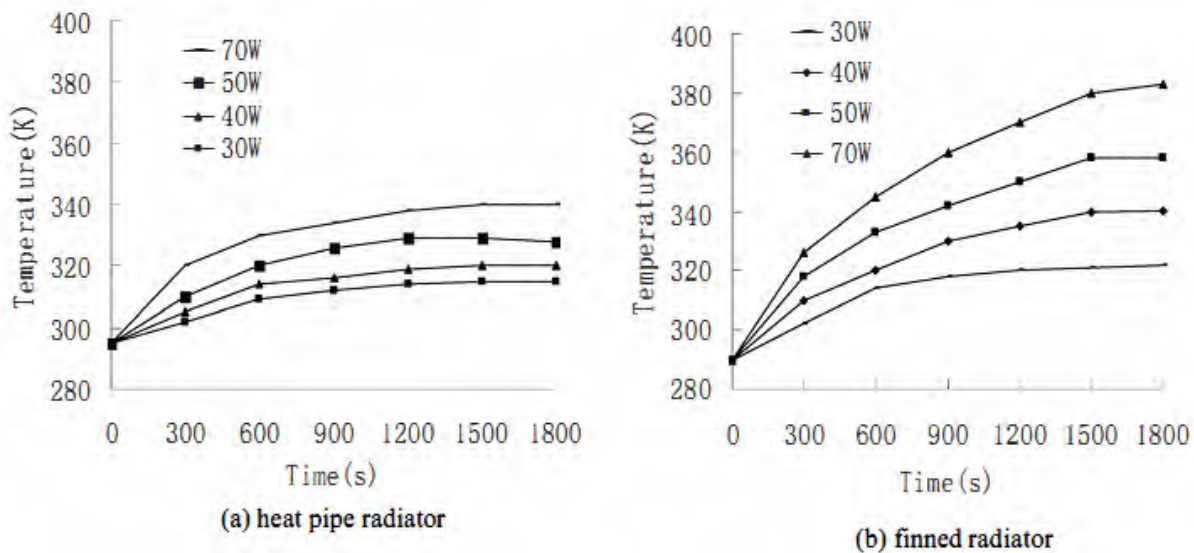 400
380
360
340
320
300
280
Temperature(K)
70W
50W
40W
30W
0 300 600 900 1200 1500 1800
Time(s)
(a) heat pipe radiator
400
380
360
340
320
300
280
Temperature(K)
30W
40W
50W
70W
0 300 600 900 1200 1500 1800
Time(s)
(b) finned radiator